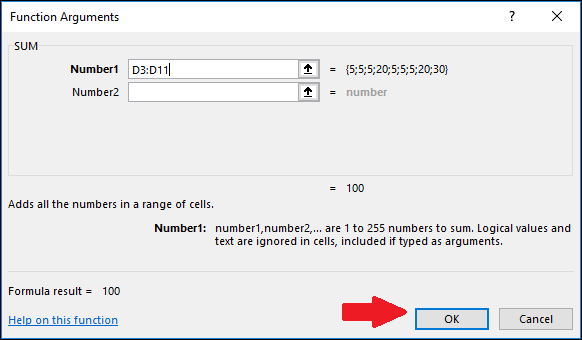 Function Arguments
?
SUM
Number1 D3:D11 = {5;5;5;20;5;5;5;20;30}
Number2 = number
= 100
Adds all the numbers in a range of cells.
Number1: number1,number2,... are 1 to 255 numbers to sum. Logical values and
text are ignored in cells, included if typed as arguments.
Formula result = 100
Help on this function
OK
Cancel